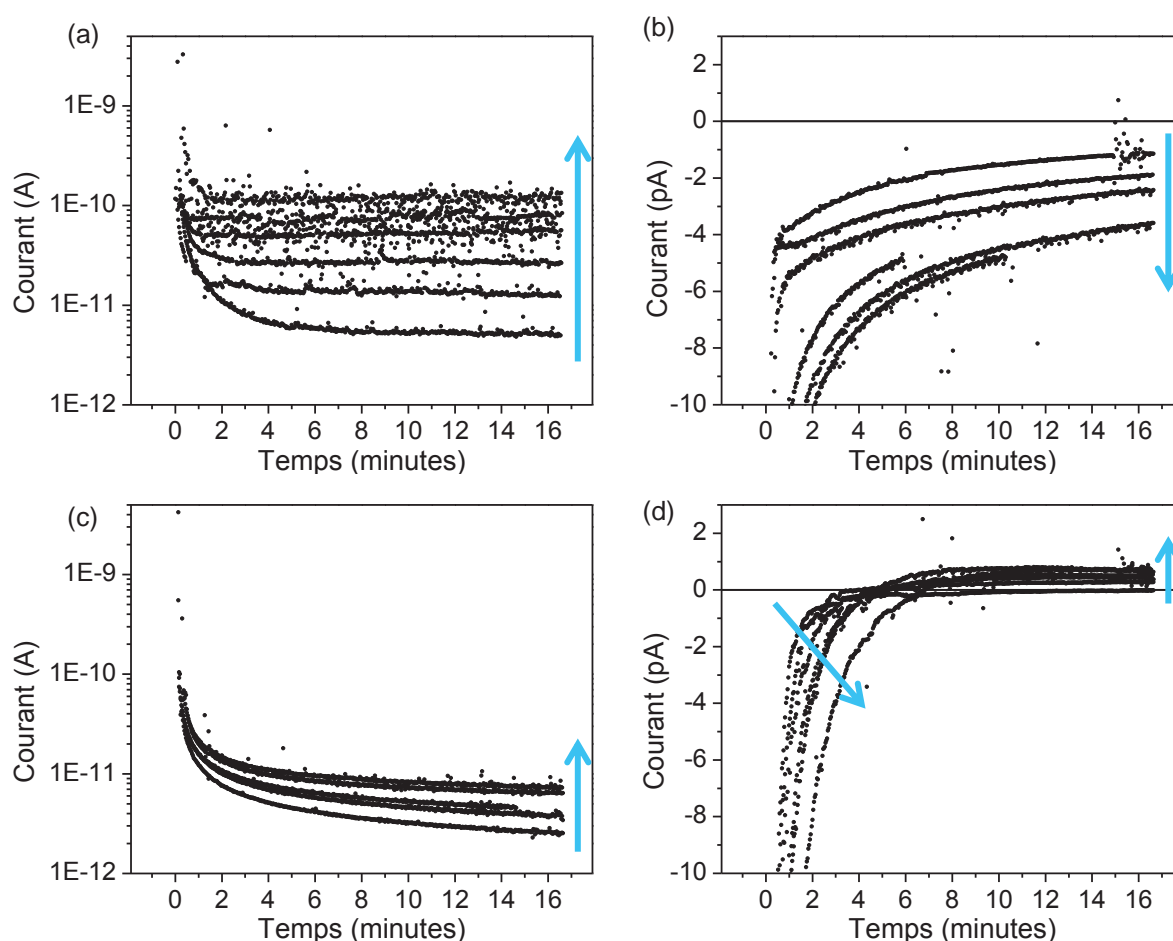 (a)
Courant (A)
1E-9
1E-10
1E-11
1E-12
0 2 4 6 8 10 12 14 16
Temps (minutes)
(b)
Courant (pA)
2
0
-2
-4
-6
-8
-10
0 2 4 6 8 10 12 14 16
Temps (minutes)
(c)
Courant (A)
1E-9
1E-10
1E-11
1E-12
0 2 4 6 8 10 12 14 16
Temps (minutes)
(d)
Courant (pA)
2
0
-2
-4
-6
-8
-10
0 2 4 6 8 10 12 14 16
Temps (minutes)